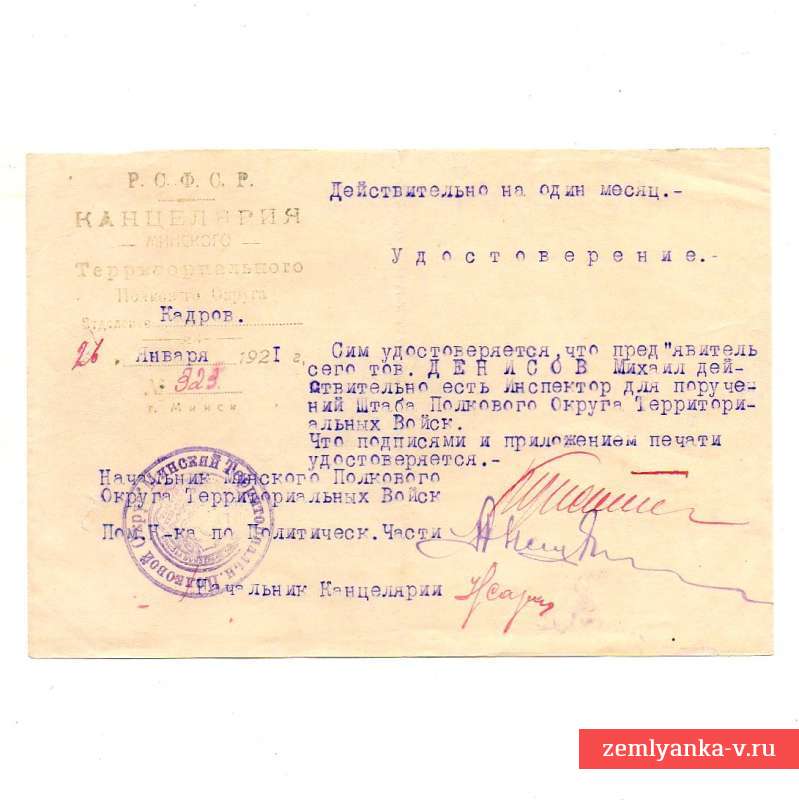 Р. С. Ф. С. Р.
КАНЦЕЛЯРИЯ
— МИНСКОГО —
Территориального
Полкового Округа
Отделение Кадров.
26 . Января 1921 г.
№ 323.
г. Минск
Действительно на один месяц.-
Удостоверение.-
Сим удостоверяется, что пред"явитель
сего тов. ДЕНИСОВ Михаил дей-
ствительно есть Инспектор для поруче-
ний Штаба Полкового Округа Территори-
альных Войск.
Что подписями и приложением печати
удостоверяется.-
Начальник Минского Полкового
Округа Территориальных Войск
Пом. Н-ка по Политическ. Части
Начальник Канцелярии
zemlyanka-v.ru